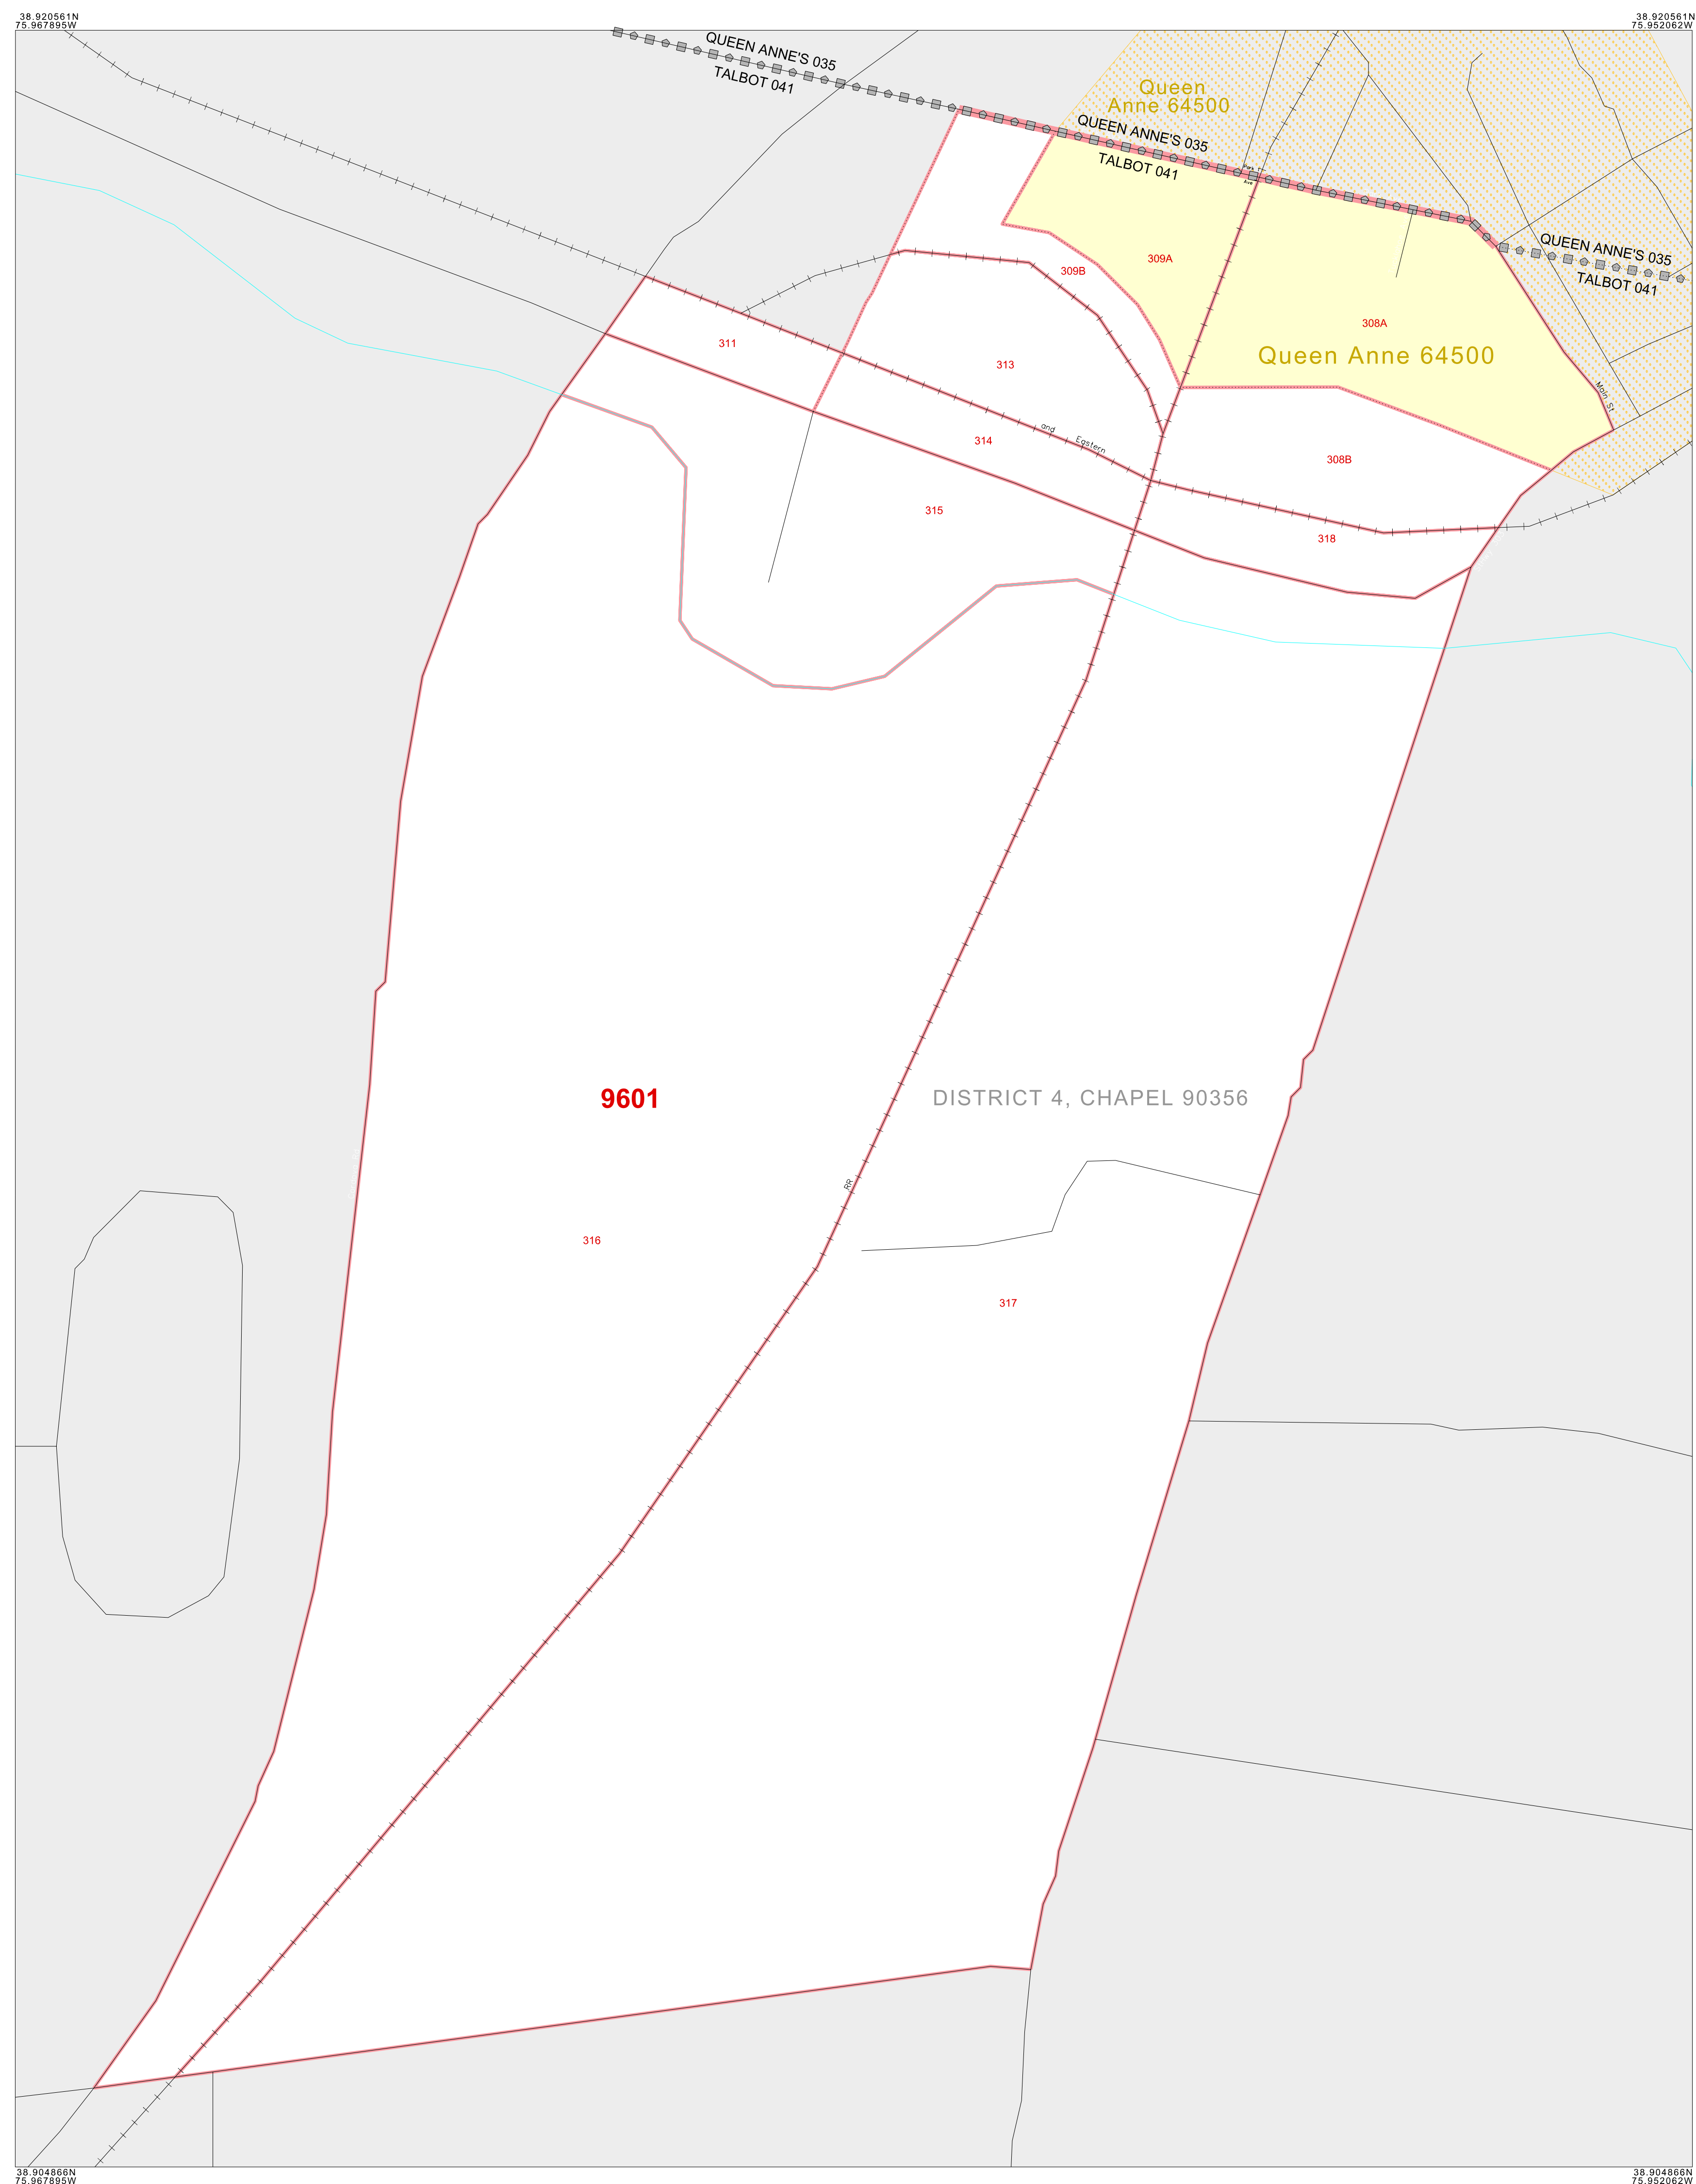 38.920561N
75.967895W
38.920561N
75.952062W
QUEEN ANNE'S 035
TALBOT 041
Queen
Anne 64500
QUEEN ANNE'S 035
TALBOT 041
Park
Ave
QUEEN ANNE'S 035
TALBOT 041
309A
309B
308A
311
Queen Anne 64500
313
Main St
and
Eastern
314
308B
315
318
9601
DISTRICT 4, CHAPEL 90356
RR
316
317
38.904866N
75.967895W
38.904866N
75.952062W